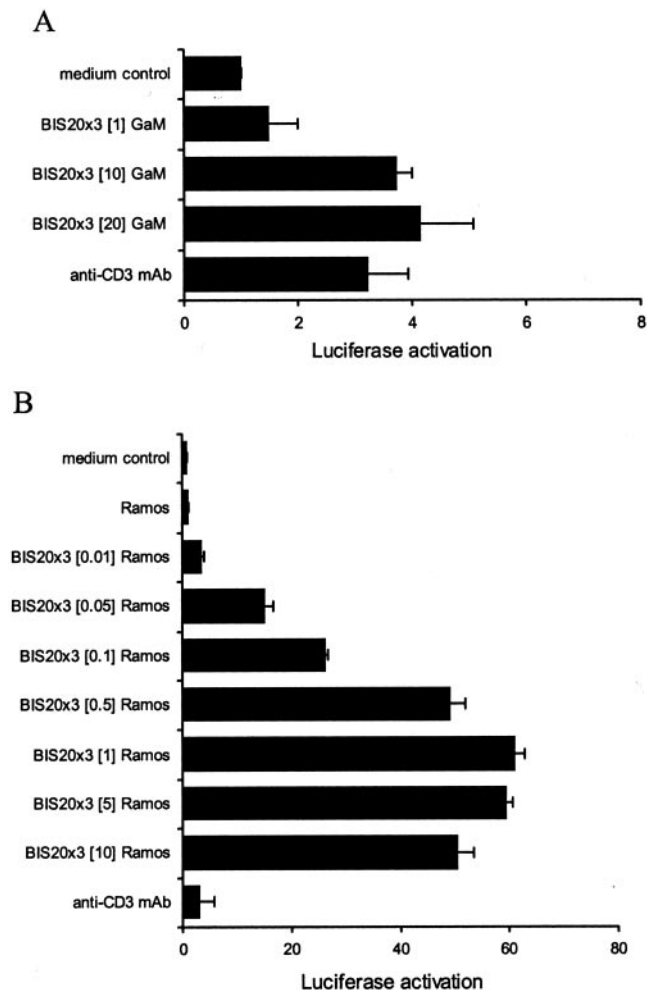 A
medium control
BIS20x3 [1] GaM
BIS20x3 [10] GaM
BIS20x3 [20] GaM
anti-CD3 mAb
0 2 4 6 8
Luciferase activation
B
medium control
Ramos
BIS20x3 [0.01] Ramos
BIS20x3 [0.05] Ramos
BIS20x3 [0.1] Ramos
BIS20x3 [0.5] Ramos
BIS20x3 [1] Ramos
BIS20x3 [5] Ramos
BIS20x3 [10] Ramos
anti-CD3 mAb
0 20 40 60 80
Luciferase activation